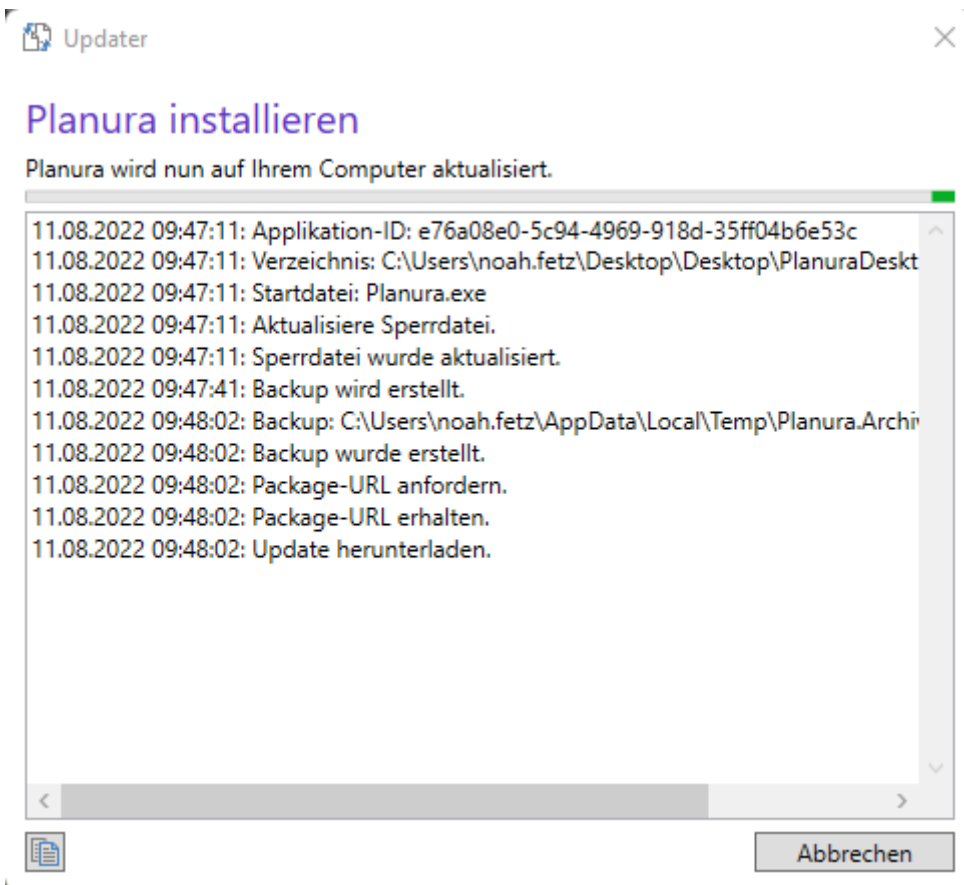 Updater
Planura installieren
Planura wird nun auf Ihrem Computer aktualisiert.
11.08.2022 09:47:11: Applikation-ID: e76a08e0-5c94-4969-918d-35ff04b6e53c
11.08.2022 09:47:11: Verzeichnis: C:\Users\noah.fetz\Desktop\Desktop\PlanuraDeskt
11.08.2022 09:47:11: Startdatei: Planura.exe
11.08.2022 09:47:11: Aktualisiere Sperrdatei.
11.08.2022 09:47:11: Sperrdatei wurde aktualisiert.
11.08.2022 09:47:41: Backup wird erstellt.
11.08.2022 09:48:02: Backup: C:\Users\noah.fetz\AppData\Local\Temp\Planura.Archiv
11.08.2022 09:48:02: Backup wurde erstellt.
11.08.2022 09:48:02: Package-URL anfordern.
11.08.2022 09:48:02: Package-URL erhalten.
11.08.2022 09:48:02: Update herunterladen.
Abbrechen